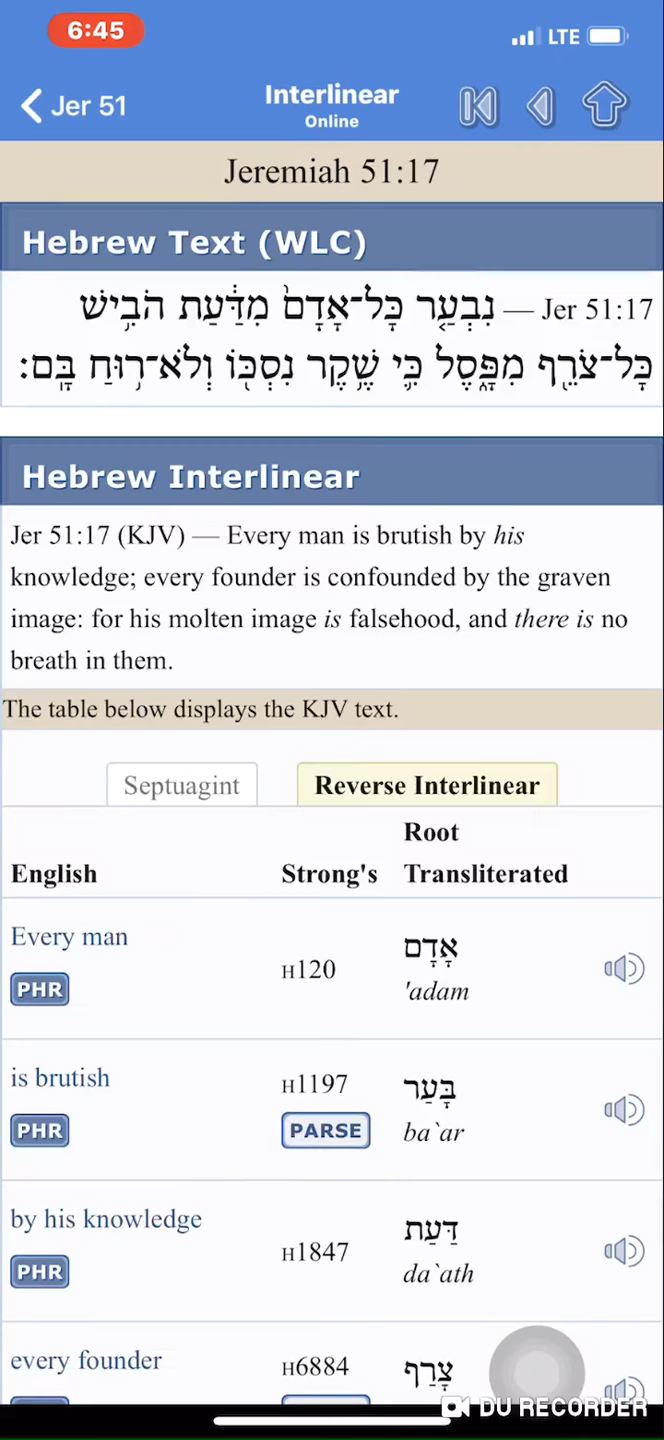 6:45
LTE
Jer 51
Interlinear
Online
Jeremiah 51:17
Hebrew Text (WLC)
Jer 51:17 — נִבְעַ֤ר כָּל־אָדָם֙ מִדַּ֔עַת הֹבִ֥ישׁ
כָּל־צֹרֵ֖ף מִפָּ֑סֶל כִּ֛י שֶׁ֥קֶר נִסְכּ֖וֹ וְלֹא־ר֥וּחַ בָּֽם׃
Hebrew Interlinear
Jer 51:17 (KJV) — Every man is brutish by his
knowledge; every founder is confounded by the graven
image: for his molten image is falsehood, and there is no
breath in them.
The table below displays the KJV text.
Septuagint Reverse Interlinear
English Strong's Root Transliterated
Every man
PHR
H120
אָדָם
'adam
is brutish
PHR
H1197
PARSE
בָּעַר
ba`ar
by his knowledge
PHR
H1847
דַּעַת
da`ath
every founder
H6884
צָרַף
DU RECORDER